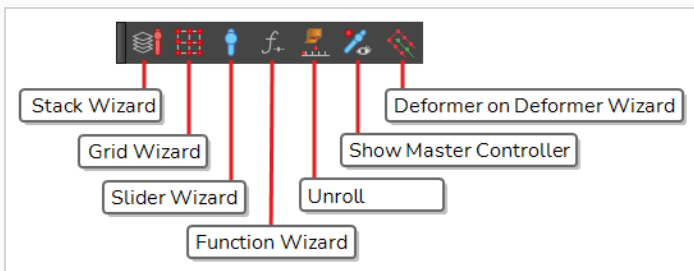 Stack Wizard
Deformer on Deformer Wizard
Grid Wizard
Show Master Controller
Slider Wizard
Unroll
Function Wizard